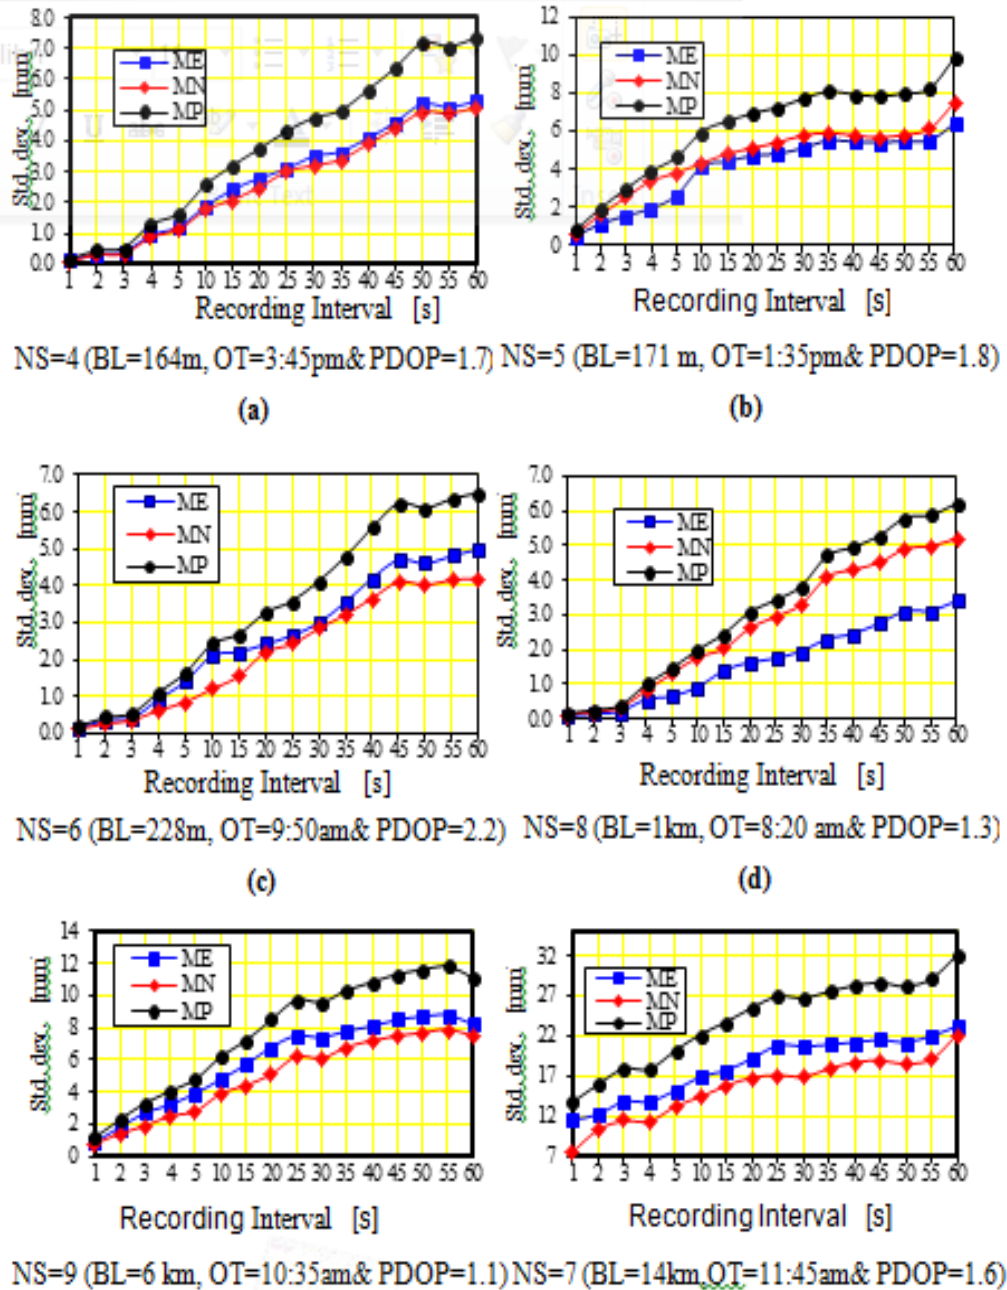 8.0
7.0
6.0
5.0
4.0
3.0
2.0
1.0
0.0
Std. dev. [mm
ME
MN
MP
1 2 3 4 5 10 15 20 25 30 35 40 45 50 55 60
Recording Interval [s]
NS=4 (BL=164m, OT=3:45pm& PDOP=1.7)
(a)
12
10
8
6
4
2
0
Std. dev. [mm
ME
MN
MP
1 2 3 4 5 10 15 20 25 30 35 40 45 50 55 60
Recording Interval [s]
NS=5 (BL=171 m, OT=1:35pm& PDOP=1.8)
(b)
7.0
6.0
5.0
4.0
3.0
2.0
1.0
0.0
Std. dev. [mm
ME
MN
MP
1 2 3 4 5 10 15 20 25 30 35 40 45 50 55 60
Recording Interval [s]
NS=6 (BL=228m, OT=9:50am& PDOP=2.2)
(c)
7.0
6.0
5.0
4.0
3.0
2.0
1.0
0.0
Std. dev. [mm
ME
MN
MP
1 2 3 4 5 10 15 20 25 30 35 40 45 50 55 60
Recording Interval [s]
NS=8 (BL=1km, OT=8:20 am& PDOP=1.3)
(d)
14
12
10
8
6
4
2
0
Std. dev. [mm
ME
MN
MP
1 2 3 4 5 10 15 20 25 30 35 40 45 50 55 60
Recording Interval [s]
NS=9 (BL=6 km, OT=10:35am& PDOP=1.1)
32
27
22
17
12
7
Std. dev. [mm
ME
MN
MP
1 2 3 4 5 10 15 20 25 30 35 40 45 50 55 60
Recording Interval [s]
NS=7 (BL=14km,OT=11:45am& PDOP=1.6)